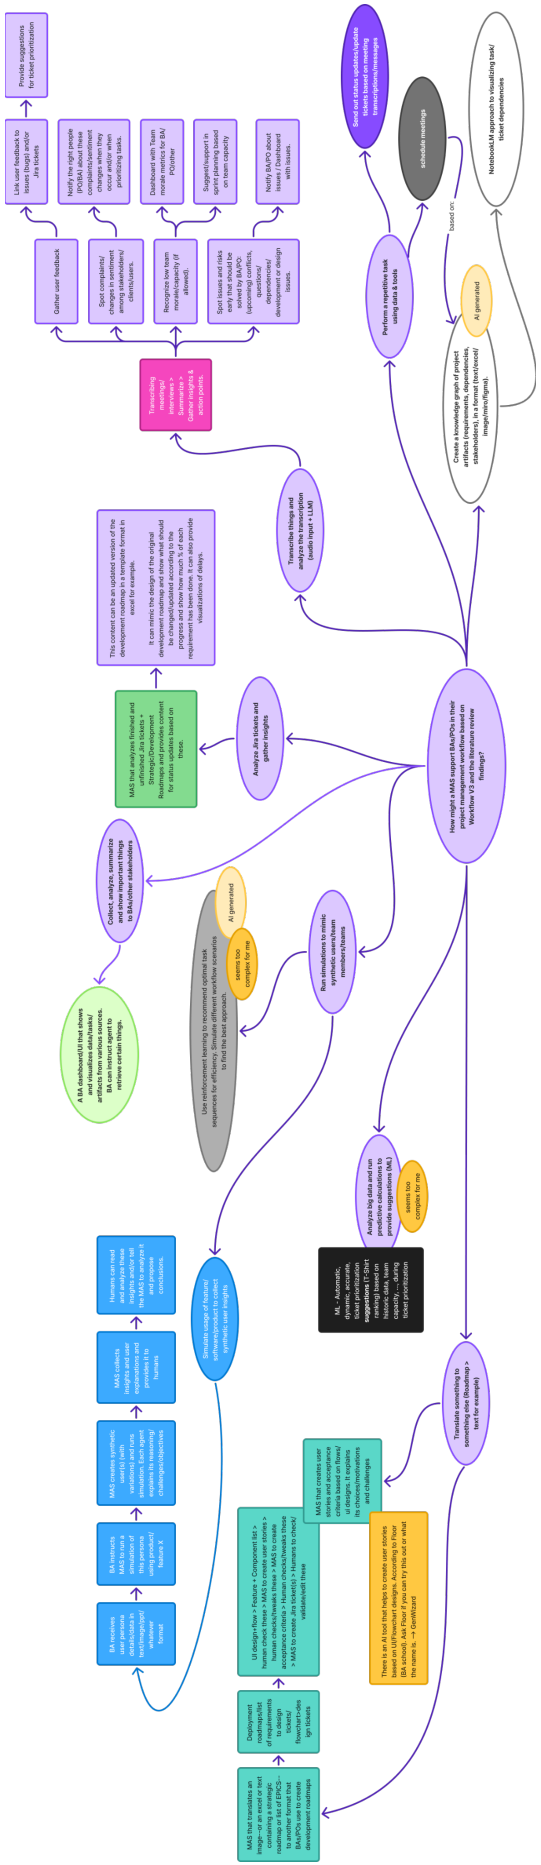 Provide suggestions
for ticket prioritization
Link user feedback to
issues (bugs) and/or
Jira tickets
Notify the right people
(PO/BA) about these
complaints/sentiment
changes when they
occur and/or when
prioritizing tasks.
Dashboard with Team
morale metrics for BA/
PO/other
Suggest/support in
sprint planning based
on team capacity
Notify BA/PO about
issues / Dashboard
with issues.
Gather user feedback
Spot complaints/
changes in sentiment
among stakeholders/
clients/users.
Recognize low team
morale/capacity (if
allowed).
Spot issues and risks
early that should be
solved by BA/PO:
(upcoming) conflicts,
questions/
dependencies/
development or design
issues.
Transcribing
meetings/
interviews >
Summarize >
Gather insights &
action points.
Send out status updates/update
tickets based on meeting
transcriptions/messages
schedule meetings
NotebookLM approach to visualizing task/
ticket dependencies
based on:
Perform a repetitive task
using data & tools
AI generated
Create a knowledge graph of project
artifacts (requirements, dependencies,
stakeholders), in a format (text/excel/
image/miro/figma).
Transcribe things and
analyze the transcription
(audio input + LLM)
This content can be an updated version of the
development roadmap in a template format in
excel for example.
It can mimic the design of the original
development roadmap and show what should
be changed/updated according to the
progress and show how much % of each
requirement has been done. It can also provide
visualizations of delays.
MAS that analyzes finished and
unfinished Jira tickets +
Strategic/Development
Roadmaps and provides content
for status updates based on
these.
Analyze Jira tickets and
gather insights
How might a MAS support BAs/POs in their
project management workflow based on
Workflow V3 and the literature review
findings?
Collect, analyze, summarize
and show important things
to BAs/other stakeholders
A BA dashboard/UI that shows
and visualizes data/tasks/
artifacts from various sources.
BA can instruct agent to
retrieve certain things.
AI generated
seems too
complex for me
Use reinforcement learning to recommend optimal task
sequences for efficiency. Simulate different workflow scenarios
to find the best approach.
Run simulations to mimic
synthetic users/team
members/teams
Analyze big data and run
predictive calculations to
provide suggestions (ML)
seems too
complex for me
ML - Automatic,
dynamic, accurate,
ticket prioritization
suggestions (T-Shirt
ranking) based on
historic data, team
capacity ..., during
ticket prioritization
Simulate usage of feature/
software/product to collect
synthetic user insights
Humans can read
and analyze these
insights and/or tell
the MAS to analyze it
and propose
conclusions.
MAS collects
insights and user
explanations and
provides it to
humans
MAS creates synthetic
user(s) (with
variations) and runs
simulation. Each agent
explains its reasoning/
challenges/objectives
BA instructs
MAS to run a
simulation of
this persona
using product/
feature X
BA receives
user persona
details/data in
text/image/ppt/
whatever
format
Translate something to
something else (Roadmap >
text for example)
MAS that creates user
stories and acceptance
criteria based on flows/
ui designs. It explains
its choices/motivations
and challenges
There is an AI tool that helps to create user stories
based on UI/Flowchart designs. According to Floor
(BA school). Ask Floor if you can try this out or what
the name is. --> GenWizard
UI design+flow > Feature + Component list >
human check these > MAS to create user stories >
human checks/tweaks these > MAS to create
acceptance criteria > Human checks/tweaks these
> MAS to create Jira ticket(s) > Humans to check/
validate/edit these
Deployment
roadmaps/list
of requirements
to design
tickets/
flowchart>des
ign tickets
MAS that translates an
image--or an excel or text
containing a strategic
roadmap or list of EPICS--
to another format that
BAs/POs use to create
development roadmaps